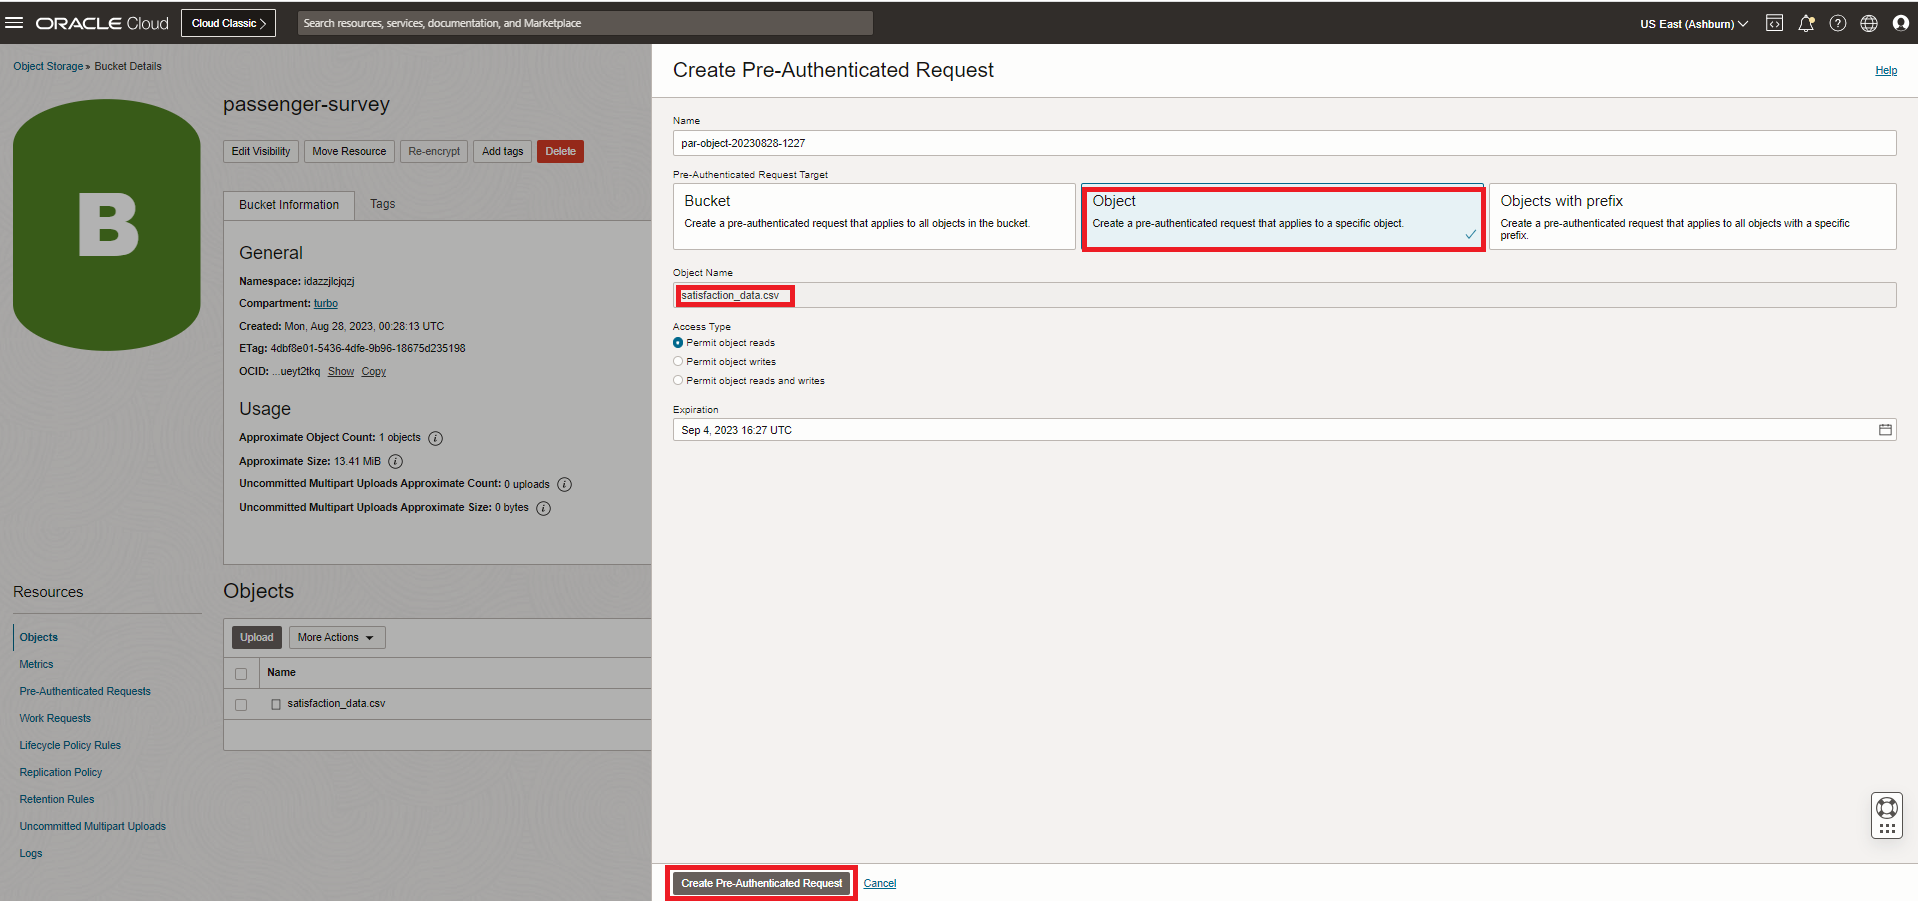 ORACLE Cloud
Cloud Classic >
Search resources, services, documentation, and Marketplace
US East (Ashburn)
Object Storage » Bucket Details
B
passenger-survey
Edit Visibility
Move Resource
Re-encrypt
Add tags
Delete
Bucket Information
Tags
General
Namespace: idazzjlcjqzj
Compartment: turbo
Created: Mon, Aug 28, 2023, 00:28:13 UTC
ETag: 4dbf8e01-5436-4dfe-9b96-18675d235198
OCID: ...ueyt2tkq Show Copy
Usage
Approximate Object Count: 1 objects
Approximate Size: 13.41 MiB
Uncommitted Multipart Uploads Approximate Count: 0 uploads
Uncommitted Multipart Uploads Approximate Size: 0 bytes
Resources
Objects
Metrics
Pre-Authenticated Requests
Work Requests
Lifecycle Policy Rules
Replication Policy
Retention Rules
Uncommitted Multipart Uploads
Logs
Objects
Upload
More Actions
Name
satisfaction_data.csv
Create Pre-Authenticated Request
Help
Name
par-object-20230828-1227
Pre-Authenticated Request Target
Bucket
Create a pre-authenticated request that applies to all objects in the bucket.
Object
Create a pre-authenticated request that applies to a specific object.
Objects with prefix
Create a pre-authenticated request that applies to all objects with a specific
prefix.
Object Name
satisfaction_data.csv
Access Type
Permit object reads
Permit object writes
Permit object reads and writes
Expiration
Sep 4, 2023 16:27 UTC
Create Pre-Authenticated Request
Cancel